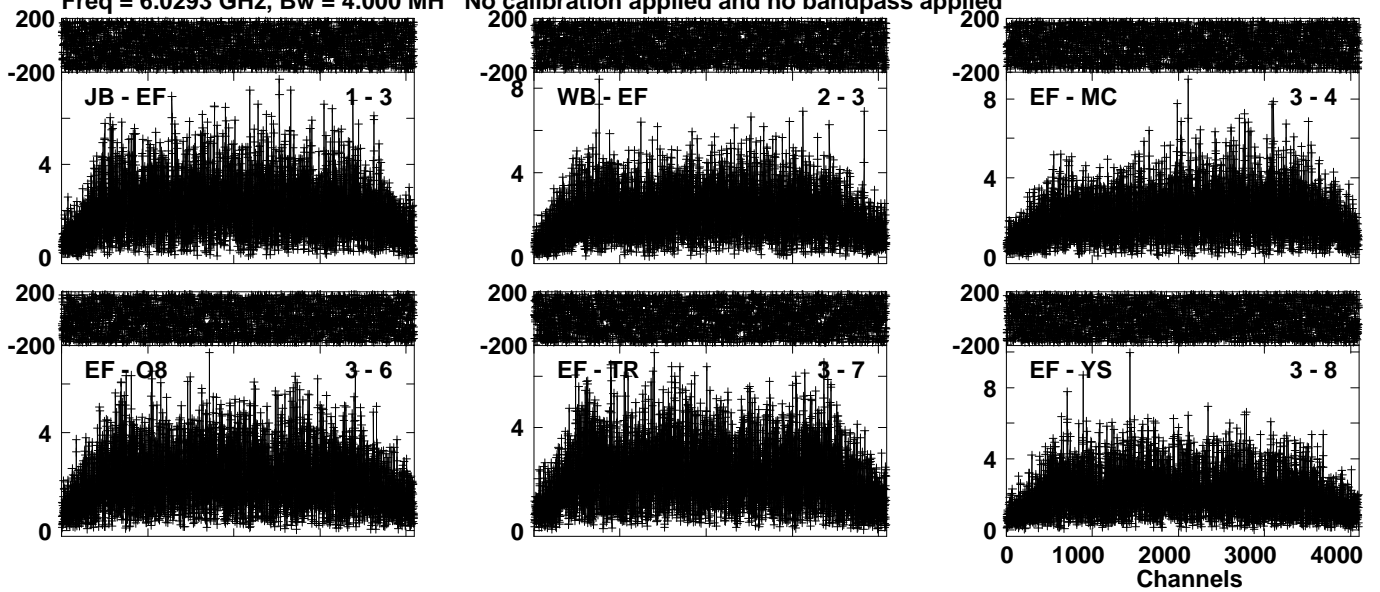 Freq = 6.0293 GHz, Bw = 4.000 MH No calibration applied and no bandpass applied
200 200 200
-200 -200 -200
JB - EF 1 - 3 8 WB - EF 2 - 3 8 EF - MC 3 - 4
4 4 4
0 0 0
200 200 200
-200 -200 -200
EF - O8 3 - 6 EF - TR 3 - 7 8 EF - YS 3 - 8
4 4 4
0 0 0
0 1000 2000 3000 4000
Channels